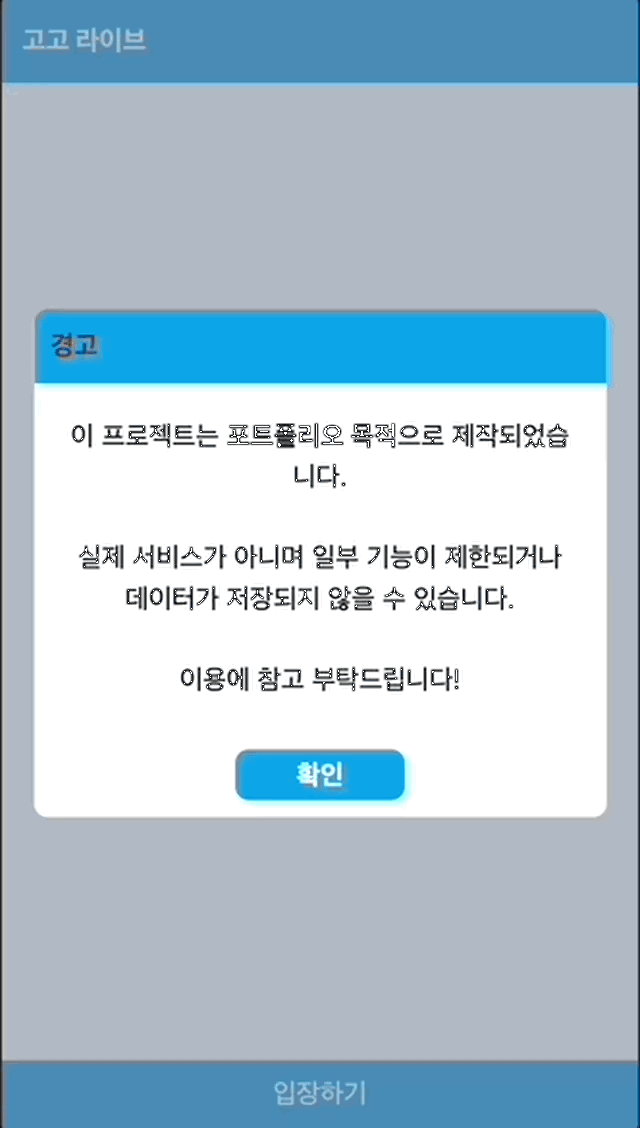 고고 라이브
경고
이 프로젝트는 포트폴리오 목적으로 제작되었습
니다.
실제 서비스가 아니며 일부 기능이 제한되거나
데이터가 저장되지 않을 수 있습니다.
이용에 참고 부탁드립니다!
확인
입장하기